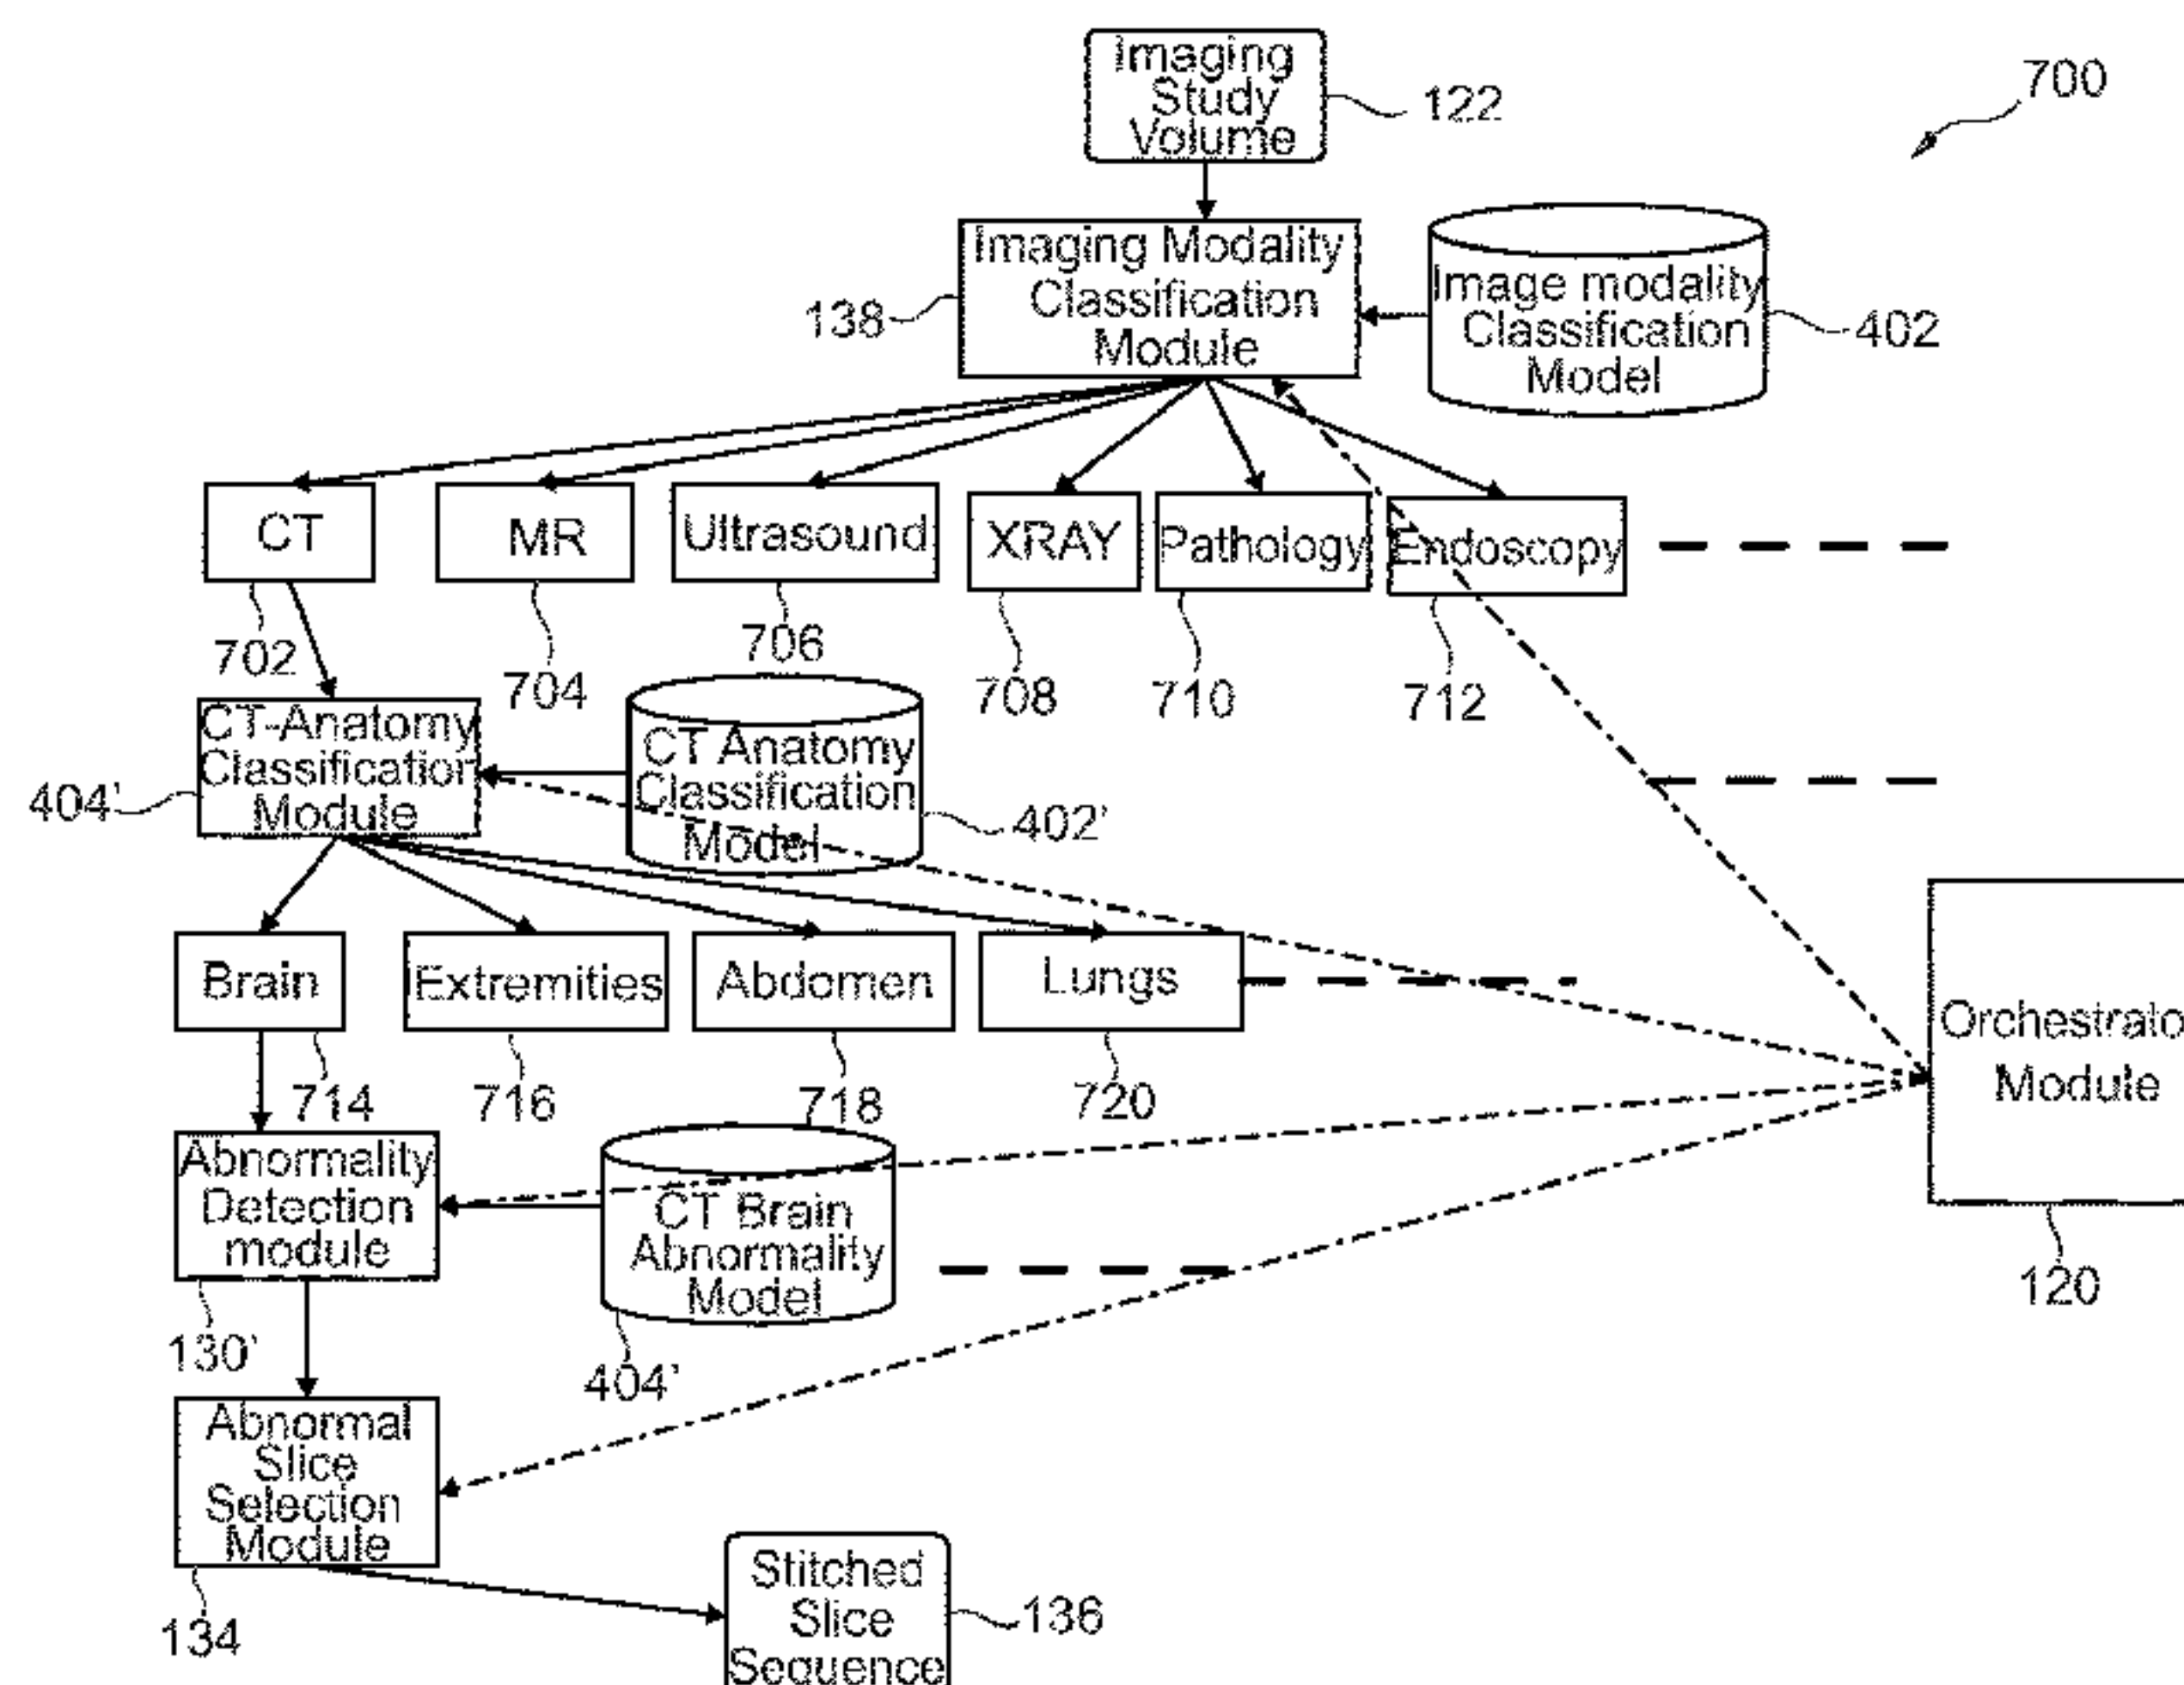 Imaging
Study
Volume
122
700
Imaging Modality
Classification
Module
138
Image modality
Classification
Model
402
CT
MR
Ultrasound
XRAY
Pathology
Endoscopy
702
704
706
708
710
712
CT-Anatomy
Classification
Module
404'
CT Anatomy
Classification
Model
402'
Brain
Extremities
Abdomen
Lungs
714
716
718
720
Orchestrato
Module
120
Abnormality
Detection
module
130'
CT Brain
Abnormality
Model
404'
Abnormal
Slice
Selection
Module
134
Stitched
Slice
Sequence
136